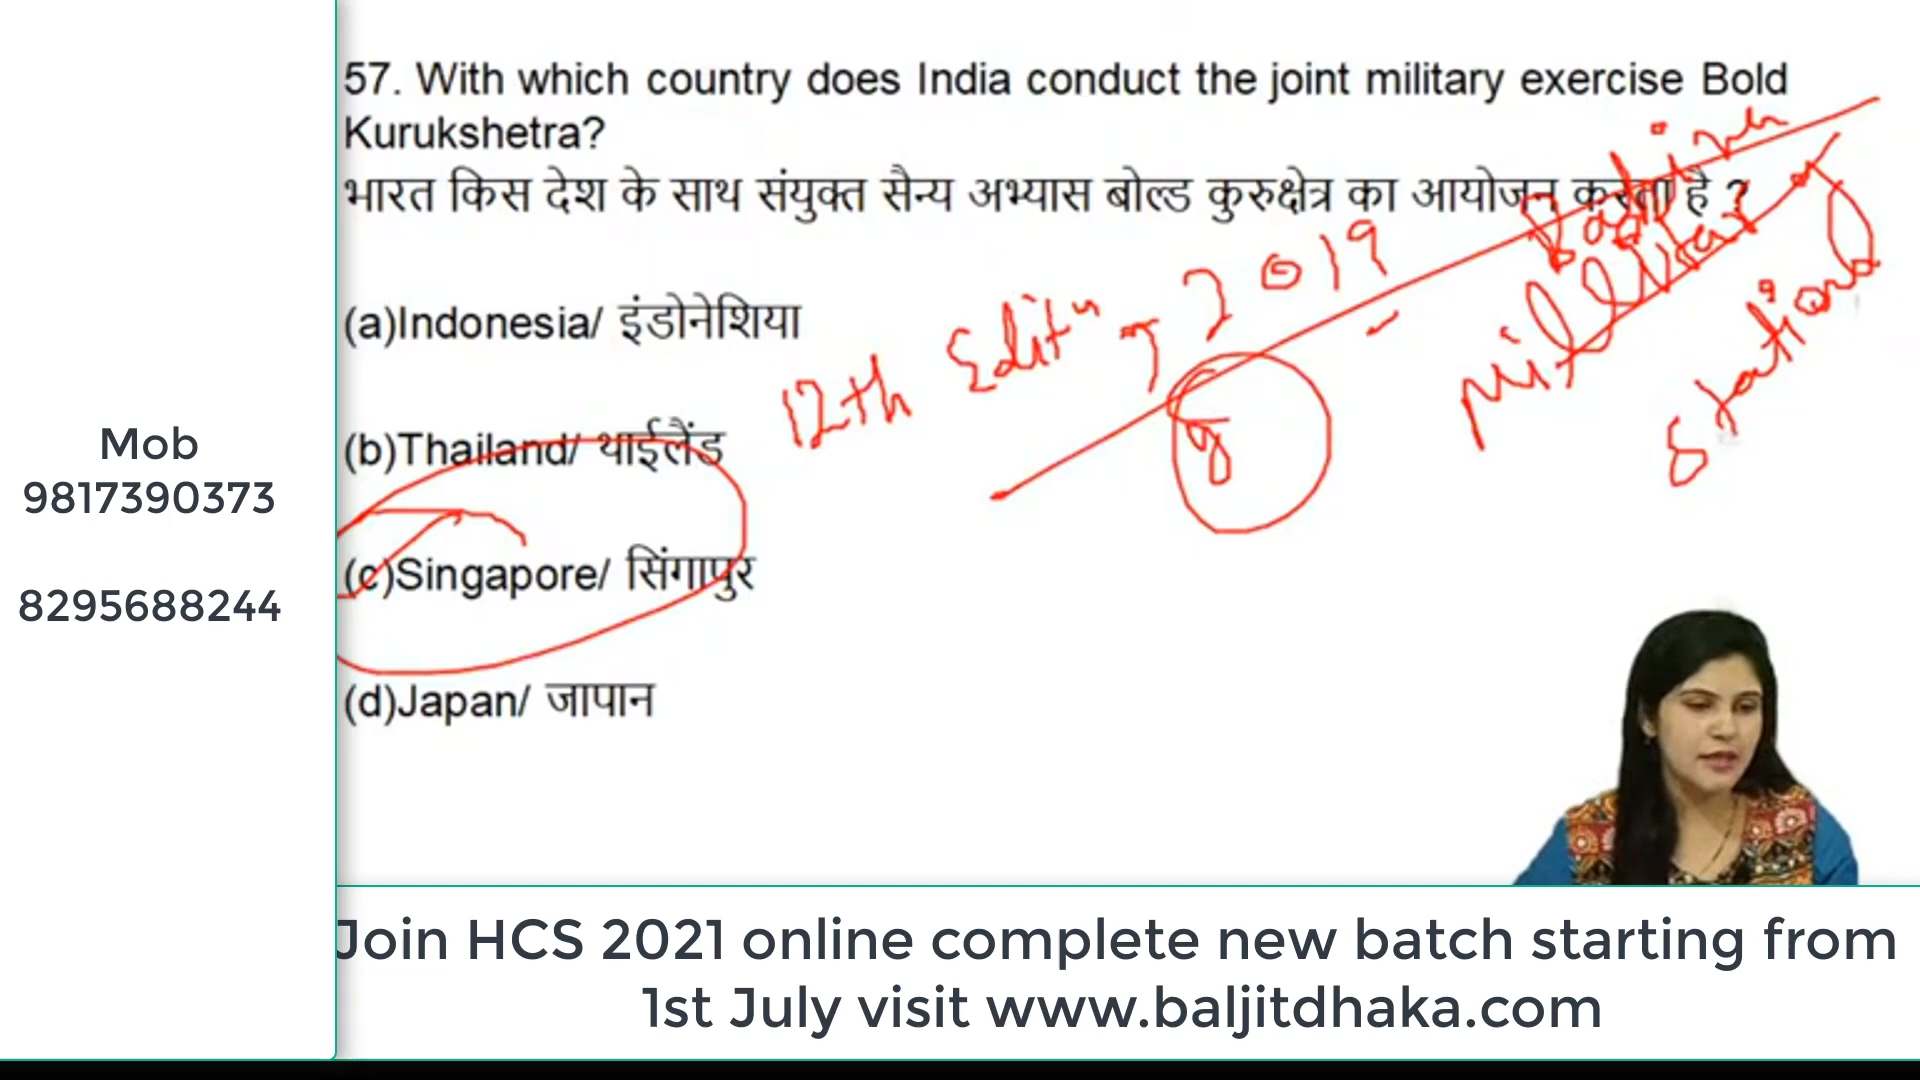 57. With which country does India conduct the joint military exercise Bold
Kurukshetra?
भारत किस देश के साथ संयुक्त सैन्य अभ्यास बोल्ड कुरुक्षेत्र का आयोजन करता है ?
(a)Indonesia/ इंडोनेशिया
12th Editn 2019
(b)Thailand/ थाईलैंड
(c)Singapore/ सिंगापुर
(d)Japan/ जापान
Mob
9817390373
8295688244
Join HCS 2021 online complete new batch starting from
1st July visit www.baljitdhaka.com